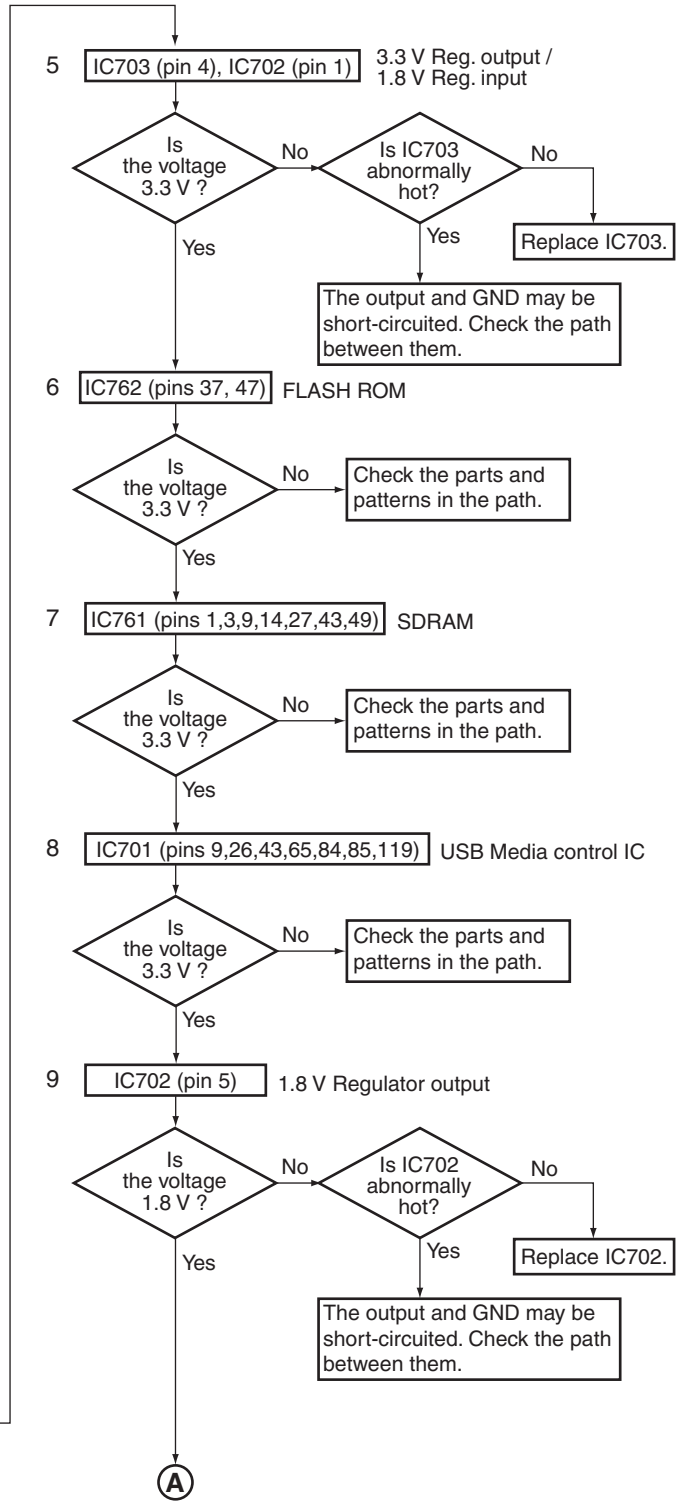 5 IC703 (pin 4), IC702 (pin 1) 3.3 V Reg. output /
1.8 V Reg. input
Is
the voltage
3.3 V ?
No
Is IC703
abnormally
hot?
No
Yes
Yes
Replace IC703.
The output and GND may be
short-circuited. Check the path
between them.
6 IC762 (pins 37, 47) FLASH ROM
Is
the voltage
3.3 V ?
No
Check the parts and
patterns in the path.
Yes
7 IC761 (pins 1,3,9,14,27,43,49) SDRAM
Is
the voltage
3.3 V ?
No
Check the parts and
patterns in the path.
Yes
8 IC701 (pins 9,26,43,65,84,85,119) USB Media control IC
Is
the voltage
3.3 V ?
No
Check the parts and
patterns in the path.
Yes
9 IC702 (pin 5) 1.8 V Regulator output
Is
the voltage
1.8 V ?
No
Is IC702
abnormally
hot?
No
Yes
Yes
Replace IC702.
The output and GND may be
short-circuited. Check the path
between them.
A